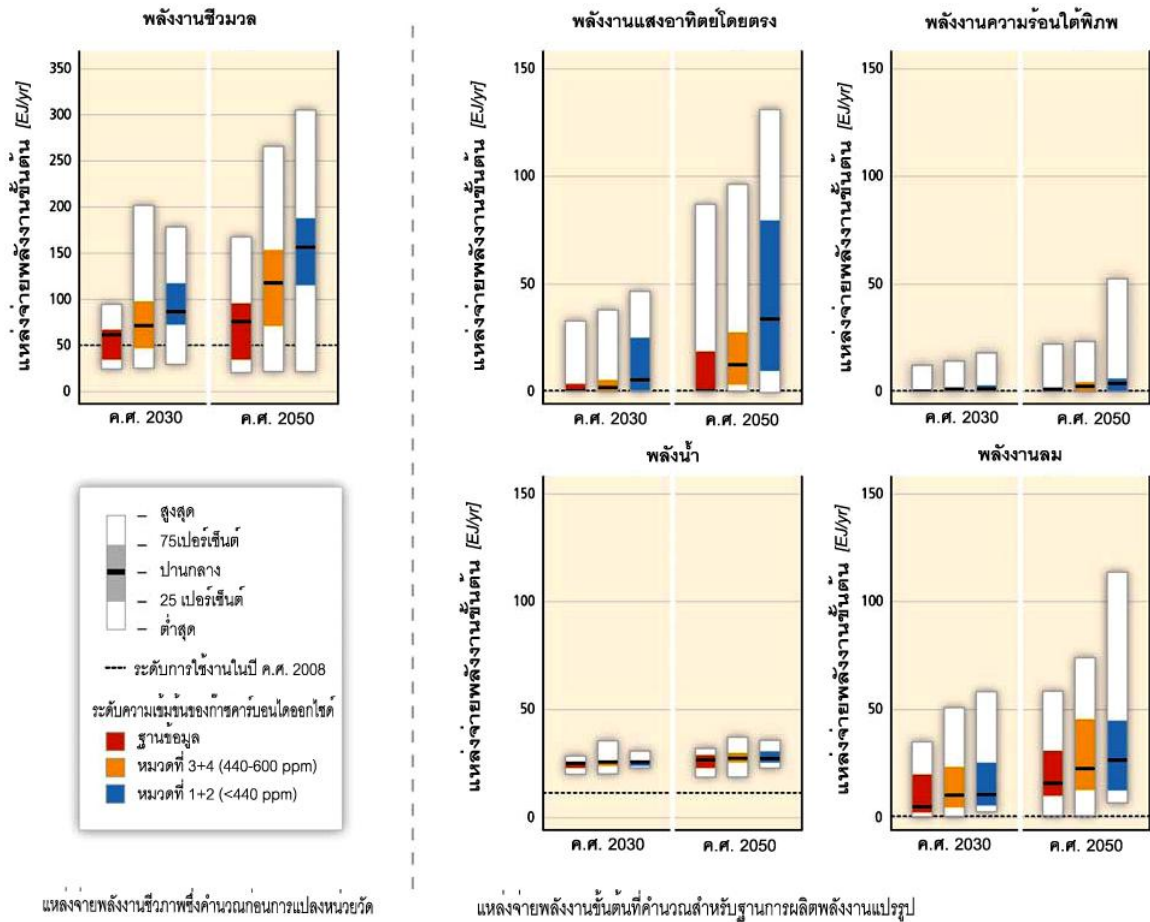 พลังงานชีวมวล
แหล่งจ่ายพลังงานขั้นต้น [EJ/yr]
350
300
250
200
150
100
50
0
ค.ศ. 2030
ค.ศ. 2050
พลังงานแสงอาทิตย์โดยตรง
แหล่งจ่ายพลังงานขั้นต้น [EJ/yr]
150
100
50
0
ค.ศ. 2030
ค.ศ. 2050
พลังงานความร้อนใต้พิภพ
แหล่งจ่ายพลังงานขั้นต้น [EJ/yr]
150
100
50
0
ค.ศ. 2030
ค.ศ. 2050
สูงสุด
75เปอร์เซ็นต์
ปานกลาง
25 เปอร์เซ็นต์
ต่ำสุด
ระดับการใช้งานในปี ค.ศ. 2008
ระดับความเข้มข้นของก๊าซคาร์บอนไดออกไซด์
ฐานข้อมูล
หมวดที่ 3+4 (440-600 ppm)
หมวดที่ 1+2 (<440 ppm)
พลังน้ำ
แหล่งจ่ายพลังงานขั้นต้น [EJ/yr]
150
100
50
0
ค.ศ. 2030
ค.ศ. 2050
พลังงานลม
แหล่งจ่ายพลังงานขั้นต้น [EJ/yr]
150
100
50
0
ค.ศ. 2030
ค.ศ. 2050
แหล่งจ่ายพลังงานชีวภาพซึ่งคำนวณก่อนการแปลงหน่วยวัด
แหล่งจ่ายพลังงานขั้นต้นที่คำนวณสำหรับฐานการผลิตพลังงานแปรรูป